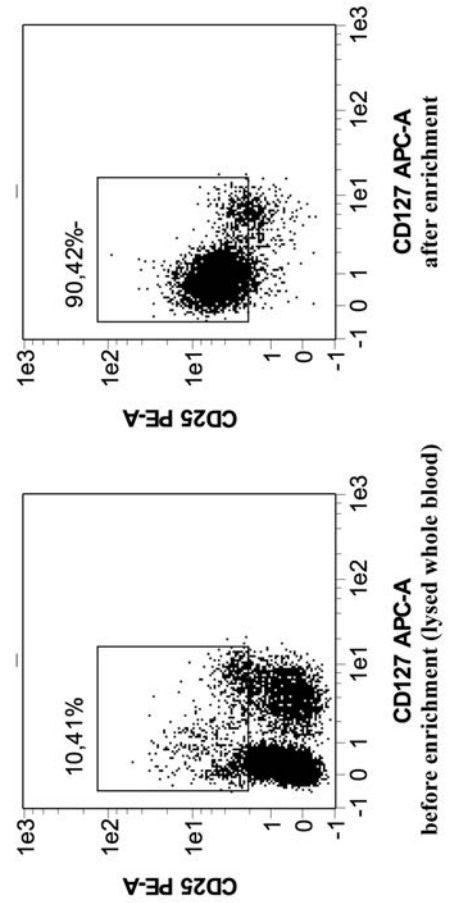 1e3
1e2
1e1
1
0
-1
CD25 PE-A
10,41%
-1 0 1 1e1 1e2 1e3
CD127 APC-A
before enrichment (lysed whole blood)
1e3
1e2
1e1
1
0
-1
CD25 PE-A
90,42%-
-1 0 1 1e1 1e2 1e3
CD127 APC-A
after enrichment